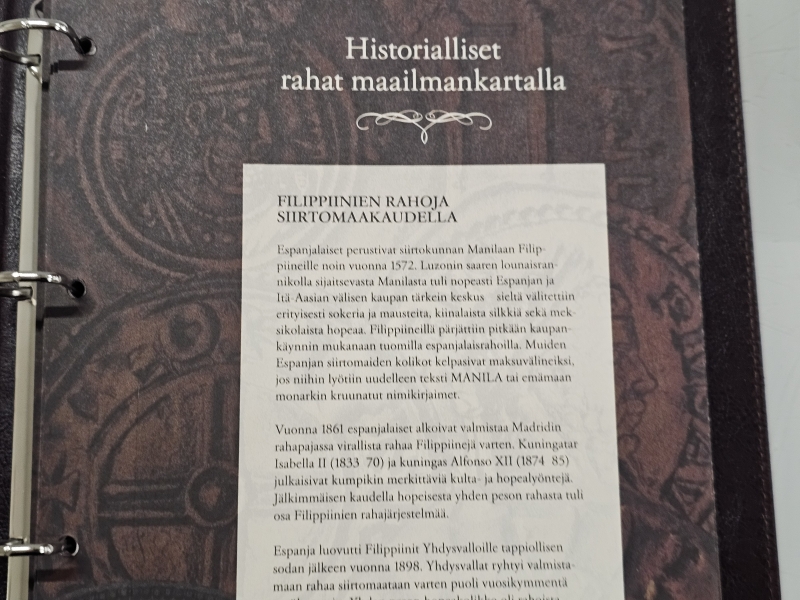 Historialliset
rahat maailmankartalla
FILIPPIINIEN RAHOJA
SIIRTOMAAKAUDELLA
Espanjalaiset perustivat siirtokunnan Manilaan Filip-
piineille noin vuonna 1572. Luzonin saaren lounaisran-
nikolla sijaitsevasta Manilasta tuli nopeasti Espanjan ja
Itä-Aasian välisen kaupan tärkein keskus – sieltä välitettiin
erityisesti sokeria ja mausteita, kiinalaista silkkiä sekä mek-
sikolaista hopeaa. Filippiineillä pärjättiin pitkään kaupan-
käynnin mukanaan tuomilla espanjalaisrahoilla. Muiden
Espanjan siirtomaiden kolikot kelpasivat maksuvälineiksi,
jos niihin lyötiin uudelleen teksti MANILA tai emämaan
monarkin kruunatut nimikirjaimet.
Vuonna 1861 espanjalaiset alkoivat valmistaa Madridin
rahapajassa virallista rahaa Filippiinejä varten. Kuningatar
Isabella II (1833–70) ja kuningas Alfonso XII (1874–85)
julkaisivat kumpikin merkittäviä kulta- ja hopealyöntejä.
Jälkimmäisen kaudella hopeisesta yhden peson rahasta tuli
osa Filippiinien rahajärjestelmää.
Espanja luovutti Filippiinit Yhdysvalloille tappiollisen
sodan jälkeen vuonna 1898. Yhdysvallat ryhtyi valmista-
maan rahaa siirtomaataan varten puoli vuosikymmentä